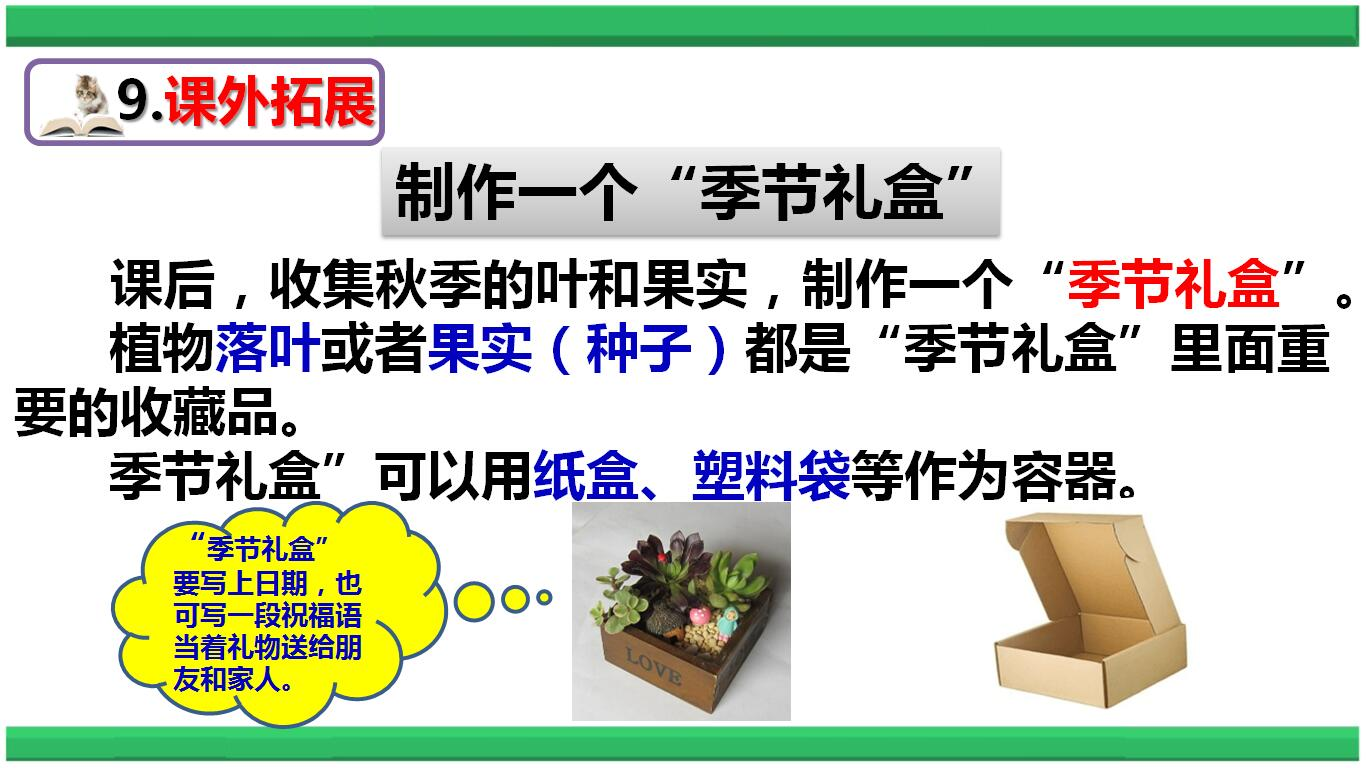 9.课外拓展
制作一个“季节礼盒”
课后，收集秋季的叶和果实，制作一个“季节礼盒”。
植物落叶或者果实（种子）都是“季节礼盒”里面重
要的收藏品。
季节礼盒”可以用纸盒、塑料袋等作为容器。
“季节礼盒”
要写上日期，也
可写一段祝福语
当着礼物送给朋
友和家人。
LOVE